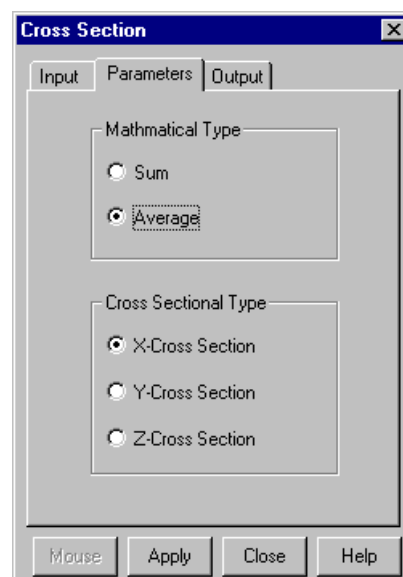 Cross Section
Input Parameters Output
Mathmatical Type
Sum
Average
Cross Sectional Type
X-Cross Section
Y-Cross Section
Z-Cross Section
Mouse Apply Close Help